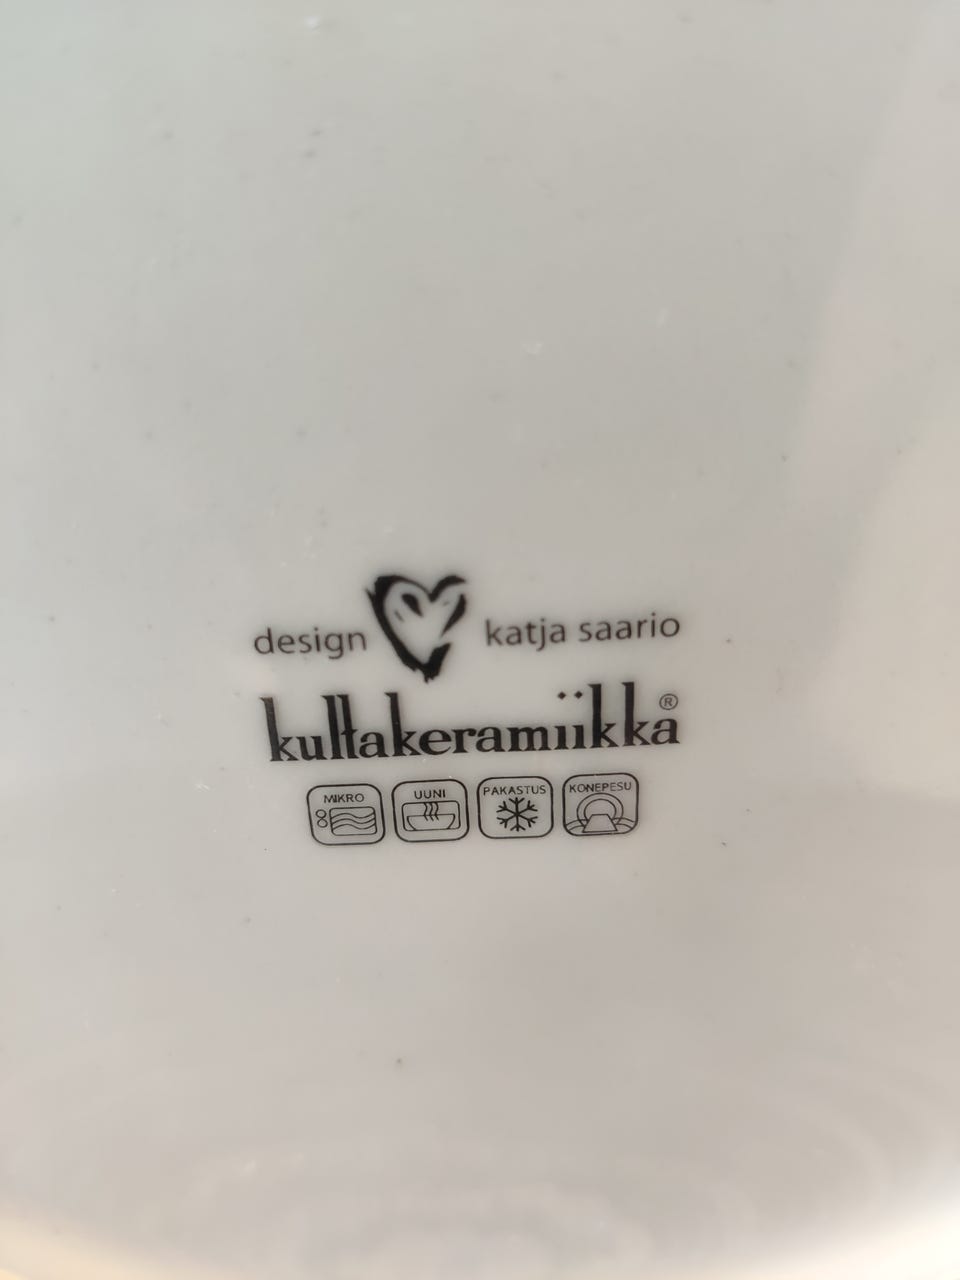 design katja saario
kultakeramiikka®
MIKRO UUNI PAKASTUS KONEPESU